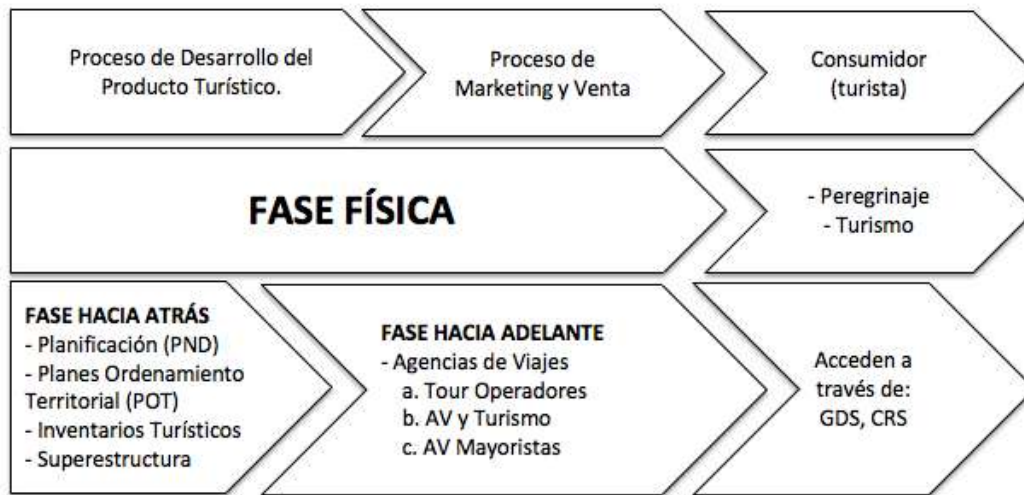 Proceso de Desarrollo del
Producto Turístico.
Proceso de
Marketing y Venta
Consumidor
(turista)
FASE FÍSICA
- Peregrinaje
- Turismo
FASE HACIA ATRÁS
- Planificación (PND)
- Planes Ordenamiento
Territorial (POT)
- Inventarios Turísticos
- Superestructura
FASE HACIA ADELANTE
- Agencias de Viajes
a. Tour Operadores
b. AV y Turismo
c. AV Mayoristas
Acceden a
través de:
GDS, CRS